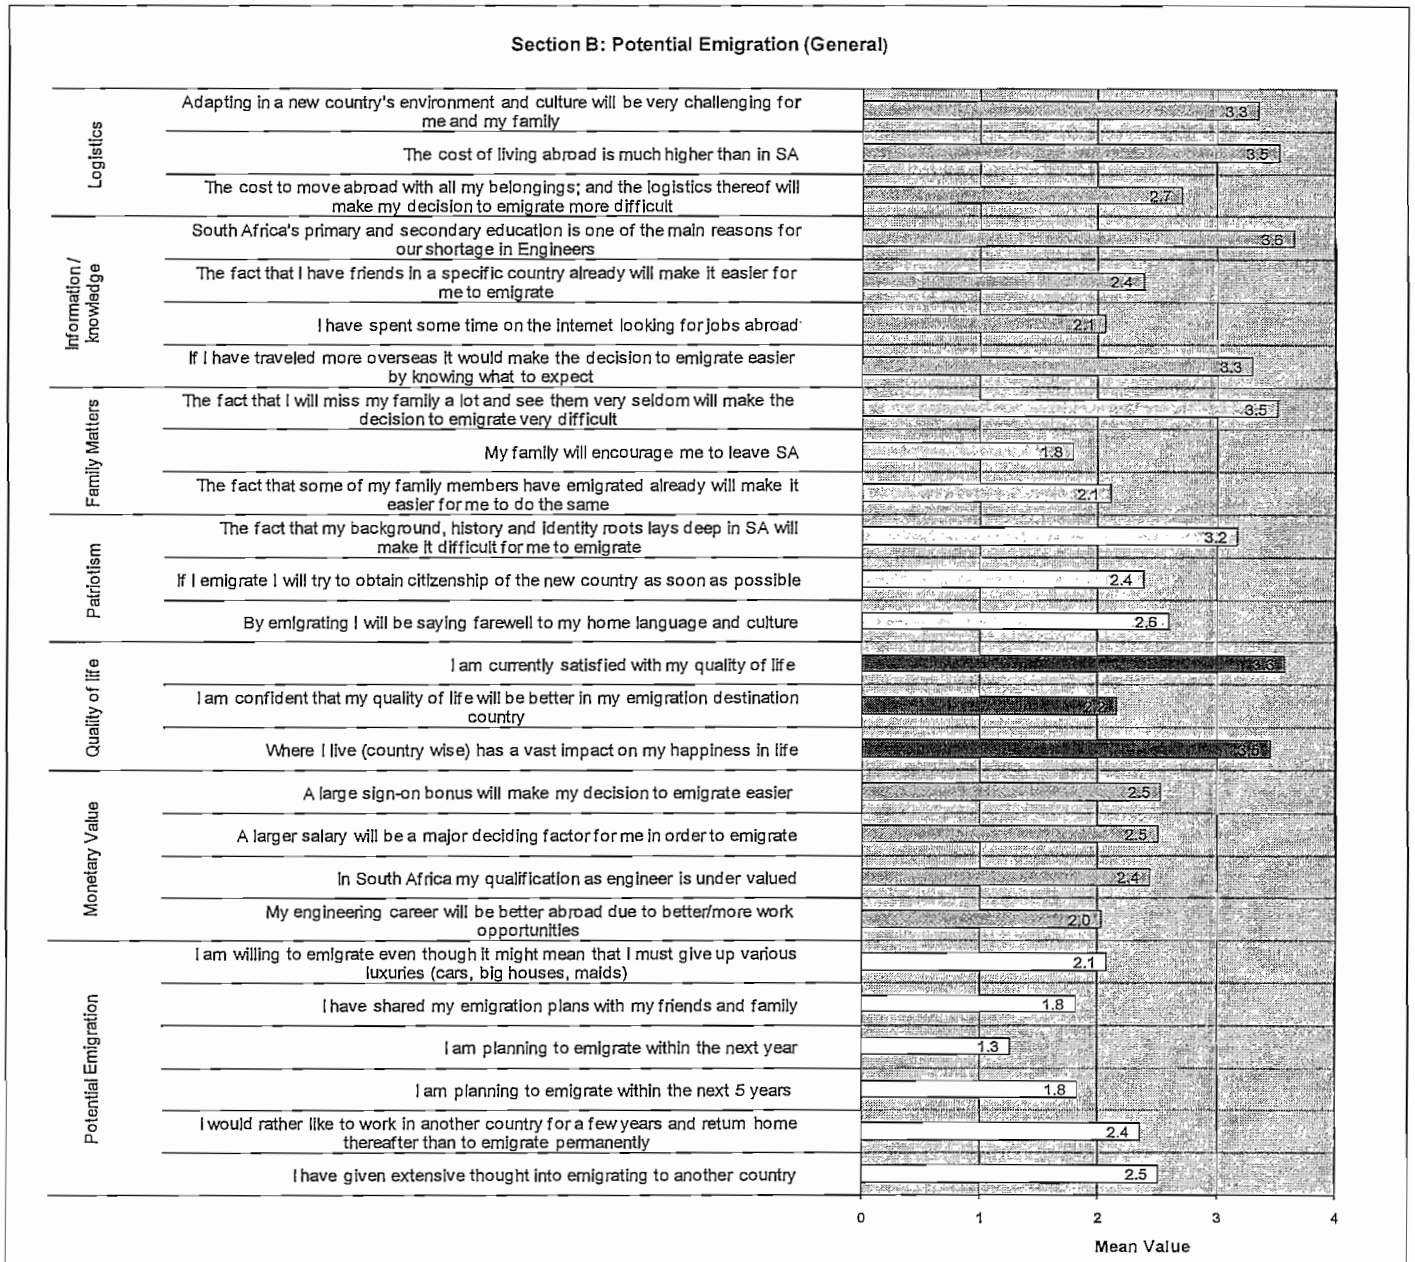 Section B: Potential Emigration (General)
Logistics
Adapting in a new country's environment and culture will be very challenging for
me and my family
3.3
The cost of living abroad is much higher than in SA
3.5
The cost to move abroad with all my belongings; and the logistics thereof will
make my decision to emigrate more difficult
2.7
Information /
knowladge
South Africa's primary and secondary education is one of the main reasons for
our shortage in Engineers
3.6
The fact that I have friends in a specific country already will make it easier for
me to emigrate
2.4
I have spent some time on the internet looking for jobs abroad
2.1
If I have traveled more overseas it would make the decision to emigrate easier
by knowing what to expect
3.3
Family Matters
The fact that I will miss my family a lot and see them very seldom will make the
decision to emigrate very difficult
3.5
My family will encourage me to leave SA
1.8
The fact that some of my family members have emigrated already will make it
easier for me to do the same
2.1
Patriotism
The fact that my background, history and identity roots lays deep in SA will
make it difficult for me to emigrate
3.2
If I emigrate I will try to obtain citizenship of the new country as soon as possible
2.4
By emigrating I will be saying farewell to my home language and culture
2.6
Quality of life
I am currently satisfied with my quality of life
3.6
I am confident that my quality of life will be better in my emigration destination
country
Where I live (country wise) has a vast impact on my happiness in life
3.5
Monetary Value
A large sign-on bonus will make my decision to emigrate easier
2.5
A larger salary will be a major deciding factor for me in order to emigrate
2.5
In South Africa my qualification as engineer is under valued
2.4
My engineering career will be better abroad due to better/more work
opportunities
2.0
Potential Emigration
I am willing to emigrate even though it might mean that I must give up various
luxuries (cars, big houses, maids)
2.1
I have shared my emigration plans with my friends and family
1.8
I am planning to emigrate within the next year
1.3
I am planning to emigrate within the next 5 years
1.8
I would rather like to work in another country for a few years and return home
thereafter than to emigrate permanently
2.4
I have given extensive thought into emigrating to another country
2.5
0 1 2 3 4
Mean Value